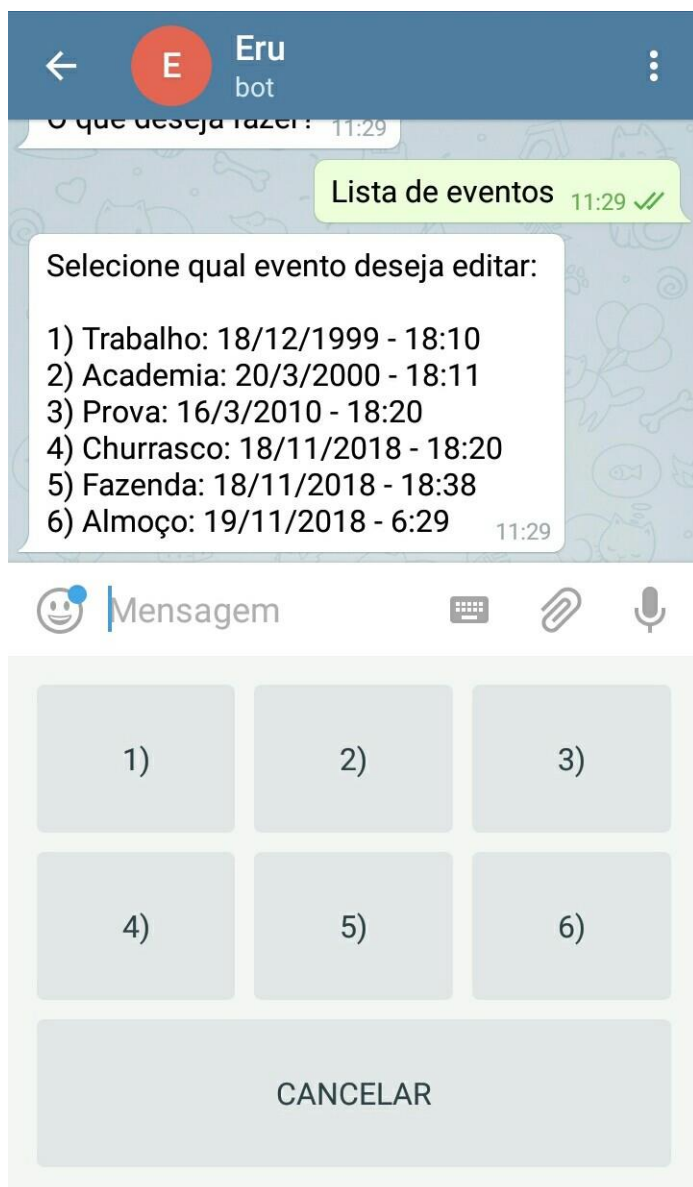 E
Eru
bot
O que deseja fazer? 11:29
Lista de eventos 11:29
Selecione qual evento deseja editar:
1) Trabalho: 18/12/1999 - 18:10
2) Academia: 20/3/2000 - 18:11
3) Prova: 16/3/2010 - 18:20
4) Churrasco: 18/11/2018 - 18:20
5) Fazenda: 18/11/2018 - 18:38
6) Almoço: 19/11/2018 - 6:29 11:29
Mensagem
1) 2) 3)
4) 5) 6)
CANCELAR